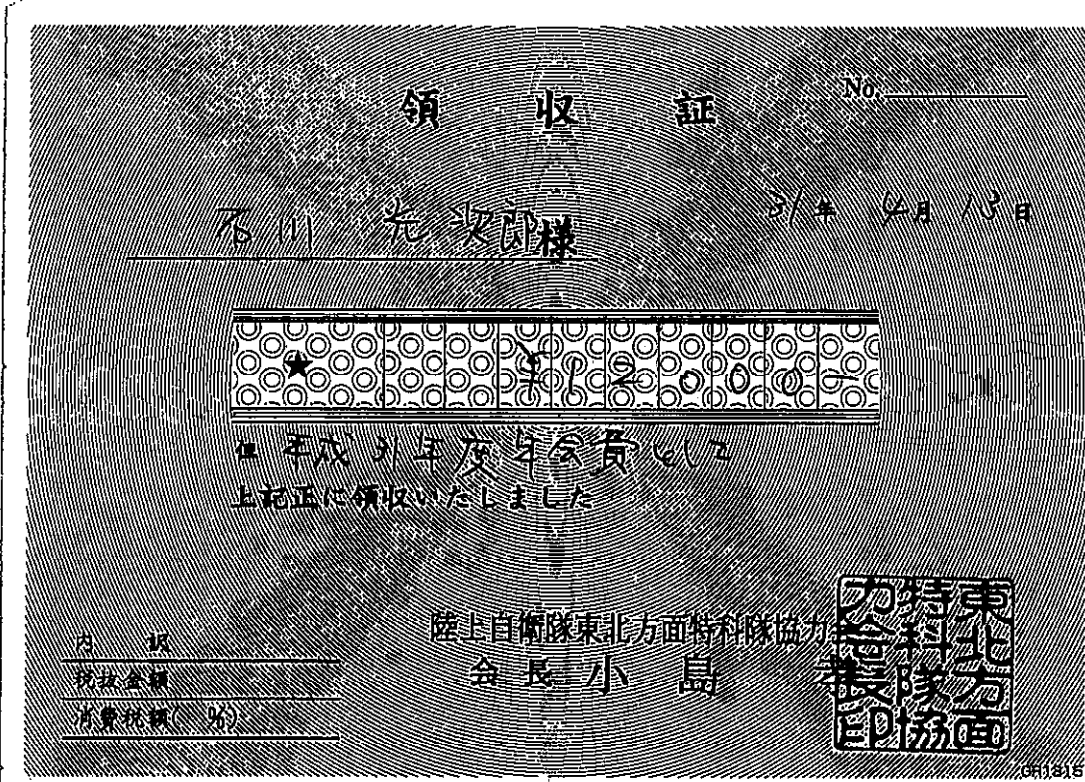 領 収 証
No.
石川 光次郎様
31年 4月 13日
★ ¥12000-
但 平成31年度年会費として
上記正に領収いたしました
陸上自衛隊東北方面特科隊協力会
会長 小島
東北方面
特科隊協
力会長印
内 訳
税抜金額
消費税額( %)
GR1815